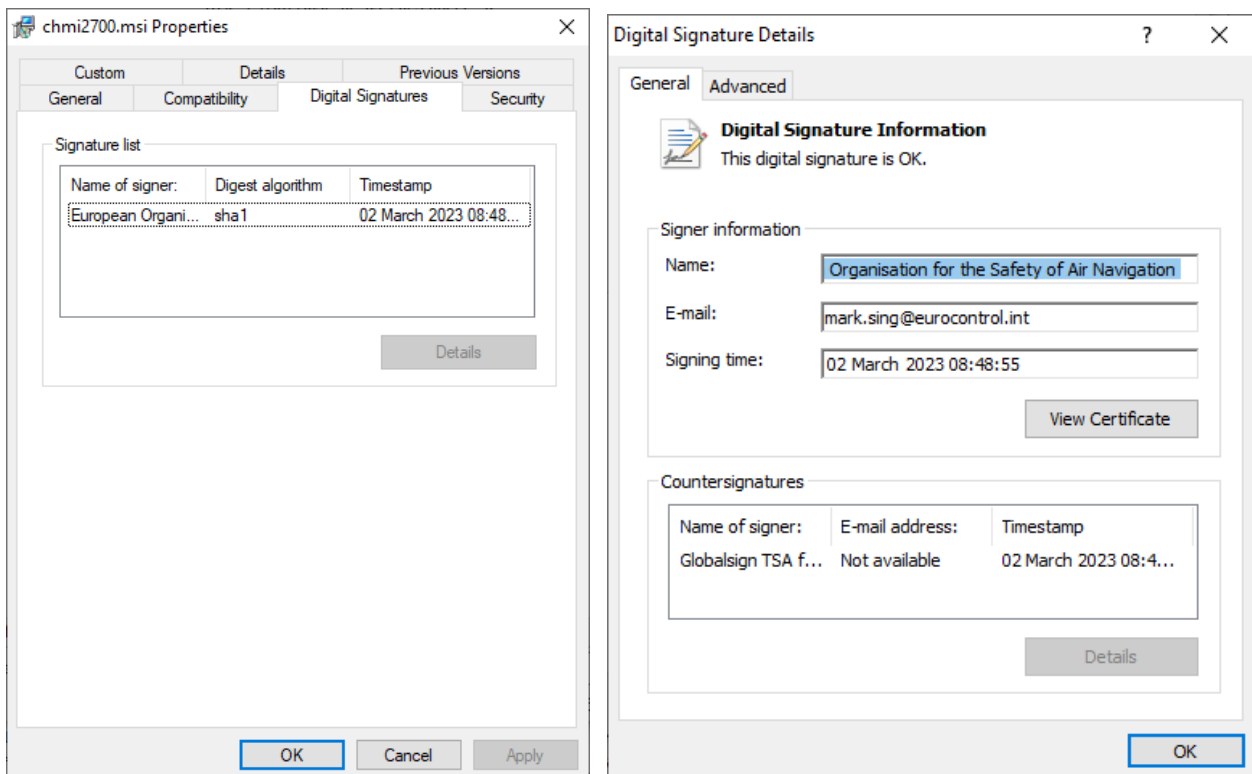 chmi2700.msi Properties
Custom Details Previous Versions
General Compatibility Digital Signatures Security
Signature list
Name of signer: Digest algorithm Timestamp
European Organi... sha1 02 March 2023 08:48...
Details
OK Cancel Apply
Digital Signature Details ?
General Advanced
Digital Signature Information
This digital signature is OK.
Signer information
Name: Organisation for the Safety of Air Navigation
E-mail: mark.sing@eurocontrol.int
Signing time: 02 March 2023 08:48:55
View Certificate
Countersignatures
Name of signer: E-mail address: Timestamp
Globalsign TSA f... Not available 02 March 2023 08:4...
Details
OK